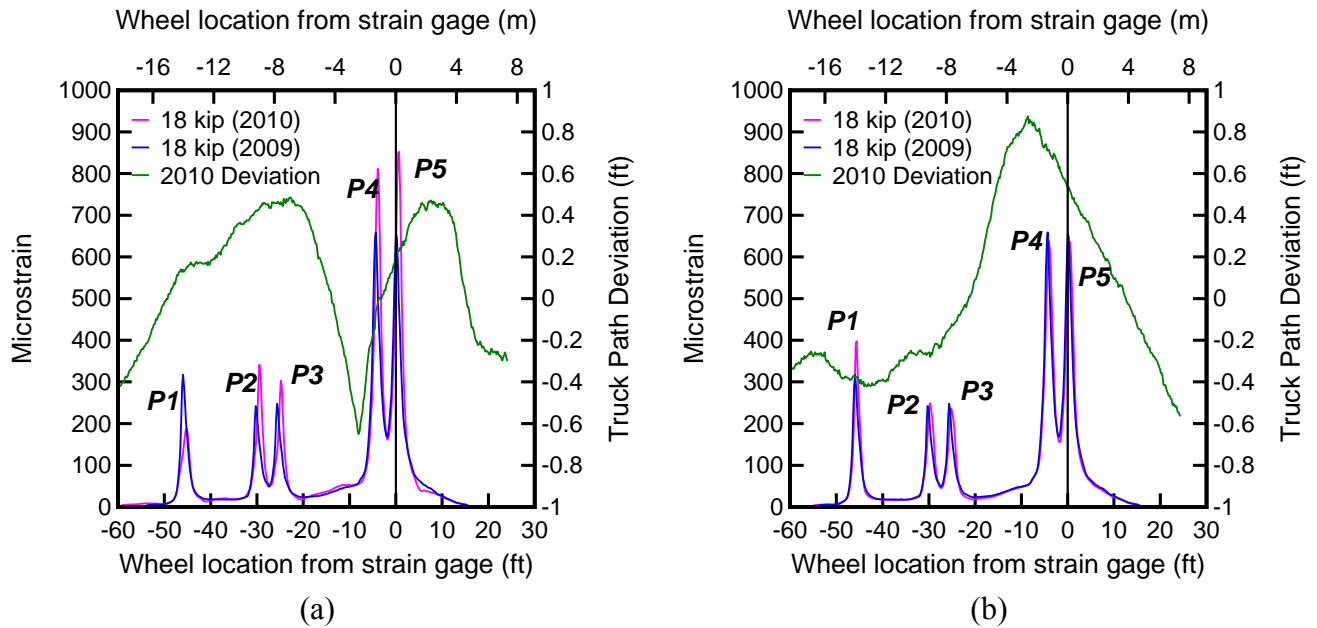 Wheel location from strain gage (m)
-16 -12 -8 -4 0 4 8
1000
900
800
700
600
500
400
300
200
100
0
Microstrain
18 kip (2010)
18 kip (2009)
2010 Deviation
P1
P2
P3
P4
P5
1
0.8
0.6
0.4
0.2
0
-0.2
-0.4
-0.6
-0.8
-1
Truck Path Deviation (ft)
-60 -50 -40 -30 -20 -10 0 10 20 30
Wheel location from strain gage (ft)
(a)
Wheel location from strain gage (m)
-16 -12 -8 -4 0 4 8
1000
900
800
700
600
500
400
300
200
100
0
Microstrain
18 kip (2010)
18 kip (2009)
2010 Deviation
P1
P2
P3
P4
P5
1
0.8
0.6
0.4
0.2
0
-0.2
-0.4
-0.6
-0.8
-1
Truck Path Deviation (ft)
-60 -50 -40 -30 -20 -10 0 10 20 30
Wheel location from strain gage (ft)
(b)